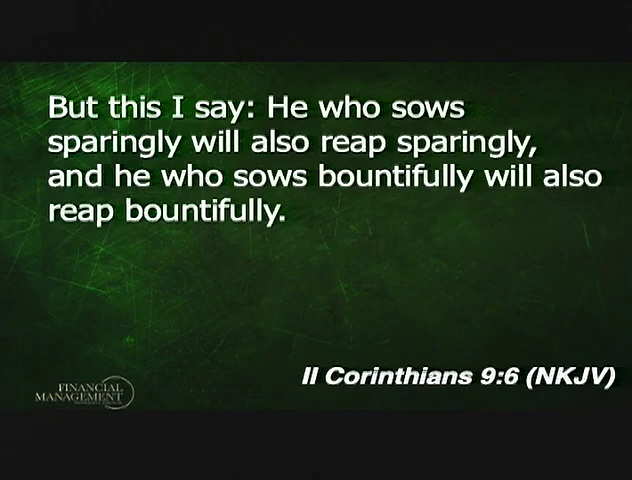 But this I say: He who sows
sparingly will also reap sparingly,
and he who sows bountifully will also
reap bountifully.
II Corinthians 9:6 (NKJV)
FINANCIAL
MANAGEMENT